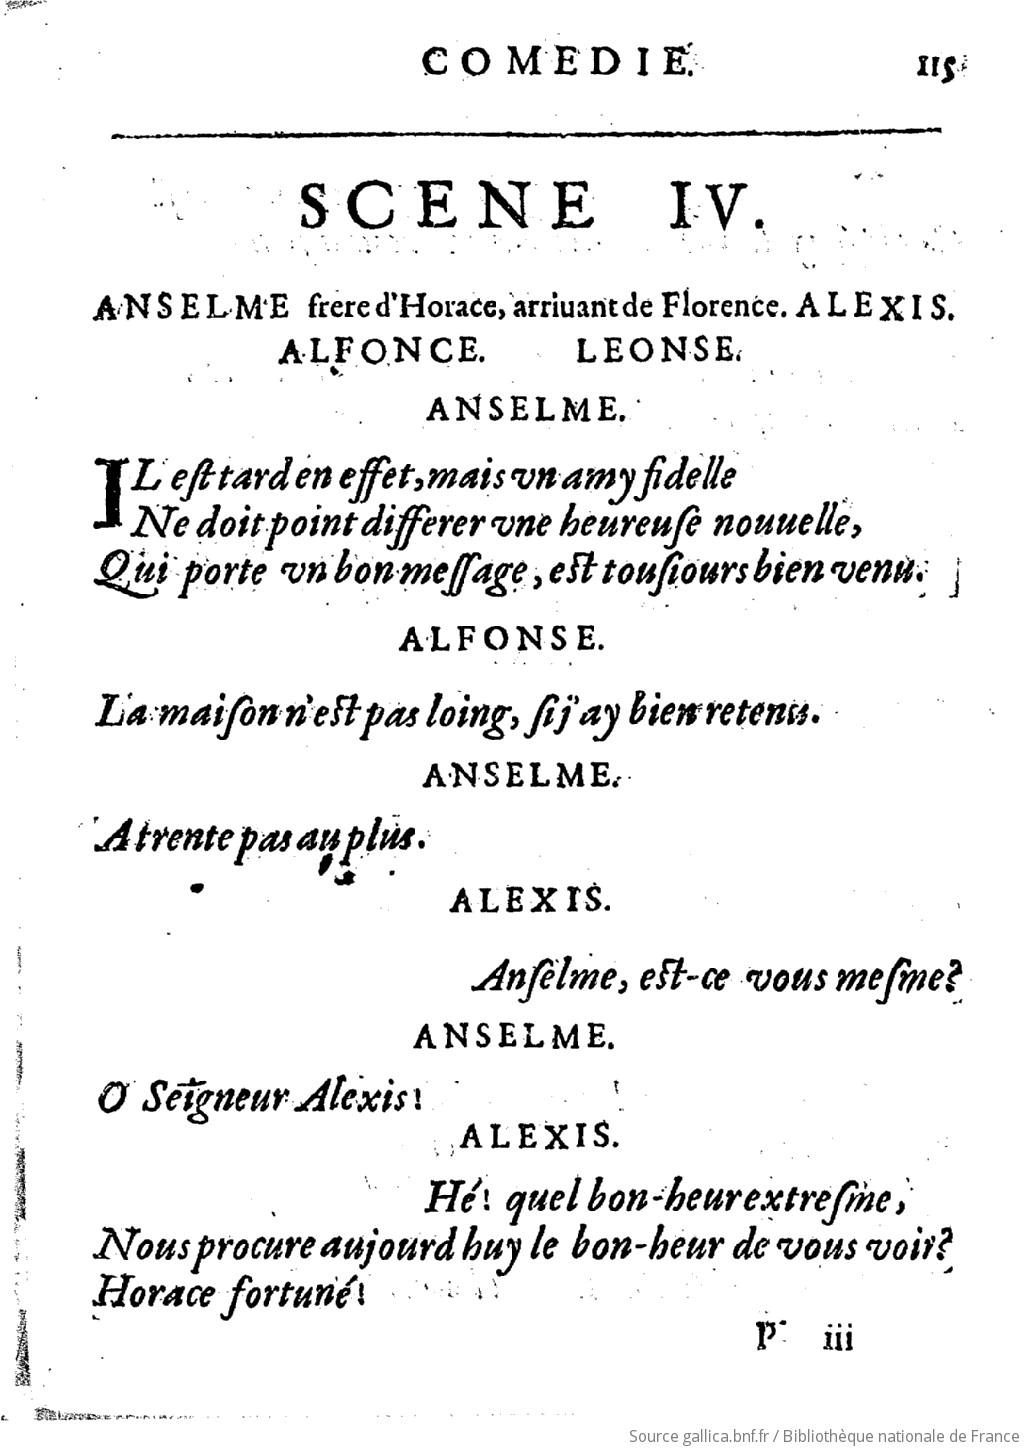 COMEDIE. 115
SCENE IV.
ANSELME frere d'Horace, arriuant de Florence. ALEXIS.
ALFONCE. LEONSE.
ANSELME.
IL eſt tard en effet, mais vn amy fidelle
Ne doit point differer vne heureuſe nouuelle,
Qui porte vn bon meſſage, eſt touſiours bien venu.
ALFONSE.
La maiſon n'eſt pas loing, ſi j'ay bien retenu.
ANSELME.
A trente pas au plus.
ALEXIS.
Anſelme, eſt-ce vous meſme?
ANSELME.
O Seigneur Alexis!
ALEXIS.
Hé! quel bon-heur extreſme,
Nous procure aujourd huy le bon-heur de vous voir?
Horace fortuné!
P iii
Source gallica.bnf.fr / Bibliothèque nationale de France